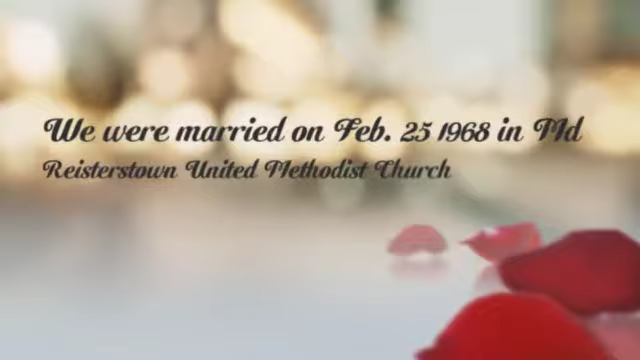 We were married on Feb. 25 1968 in Md
Reisterstown United Methodist Church